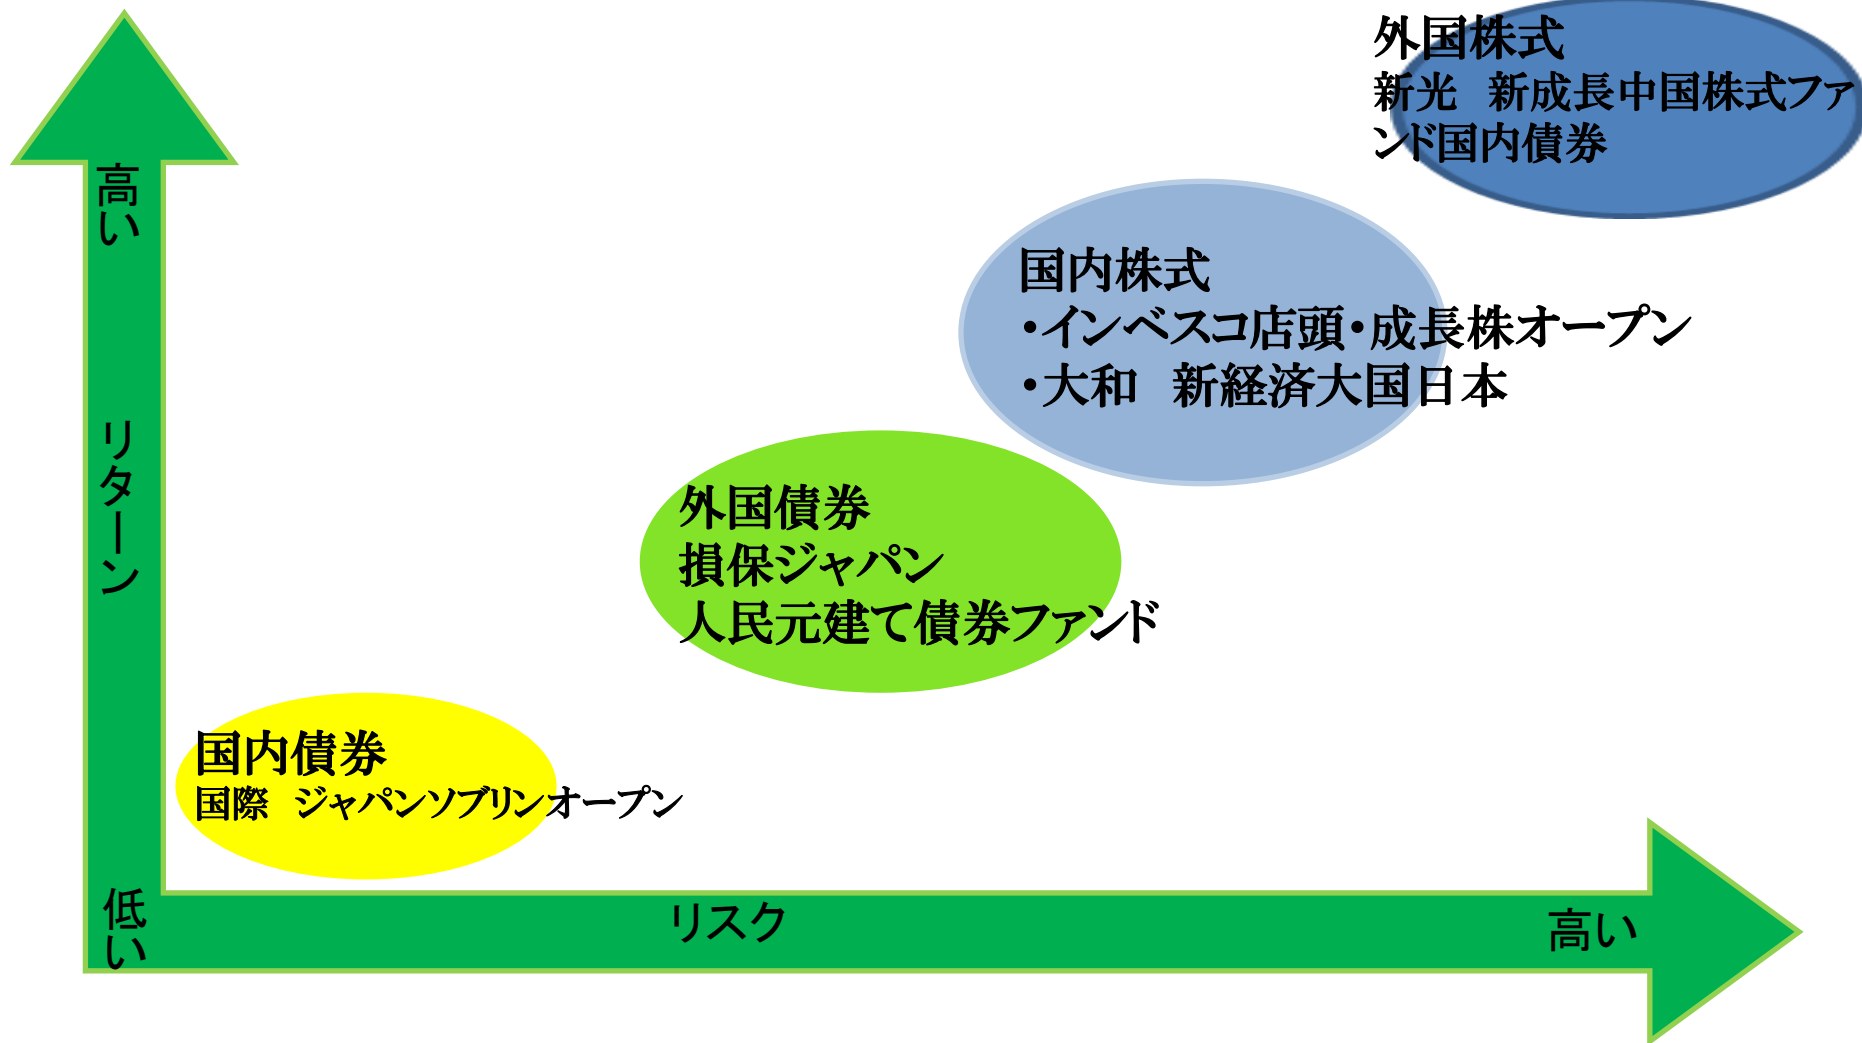 外国株式
新光　新成長中国株式ファ
ンド国内債券
高い
国内株式
・インベスコ店頭・成長株オープン
・大和　新経済大国日本
リターン
外国債券
損保ジャパン
人民元建て債券ファンド
国内債券
国際　ジャパンソブリンオープン
低い
リスク
高い